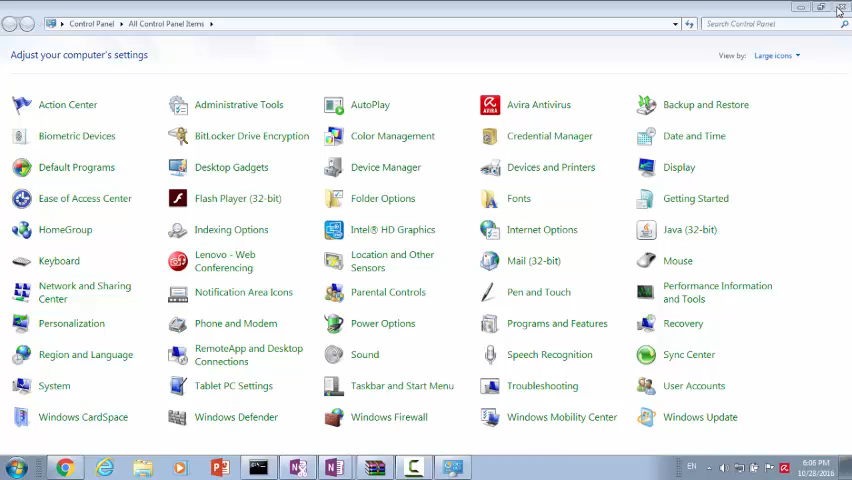 Control Panel All Control Panel Items Search Control Panel
Adjust your computer's settings View by: Large icons
Action Center Administrative Tools AutoPlay Avira Antivirus Backup and Restore
Biometric Devices BitLocker Drive Encryption Color Management Credential Manager Date and Time
Default Programs Desktop Gadgets Device Manager Devices and Printers Display
Ease of Access Center Flash Player (32-bit) Folder Options Fonts Getting Started
HomeGroup Indexing Options Intel® HD Graphics Internet Options Java (32-bit)
Keyboard Lenovo - Web Conferencing Location and Other Sensors Mail (32-bit) Mouse
Network and Sharing Center Notification Area Icons Parental Controls Pen and Touch Performance Information and Tools
Personalization Phone and Modem Power Options Programs and Features Recovery
Region and Language RemoteApp and Desktop Connections Sound Speech Recognition Sync Center
System Tablet PC Settings Taskbar and Start Menu Troubleshooting User Accounts
Windows CardSpace Windows Defender Windows Firewall Windows Mobility Center Windows Update
EN 6:06 PM
10/28/2016